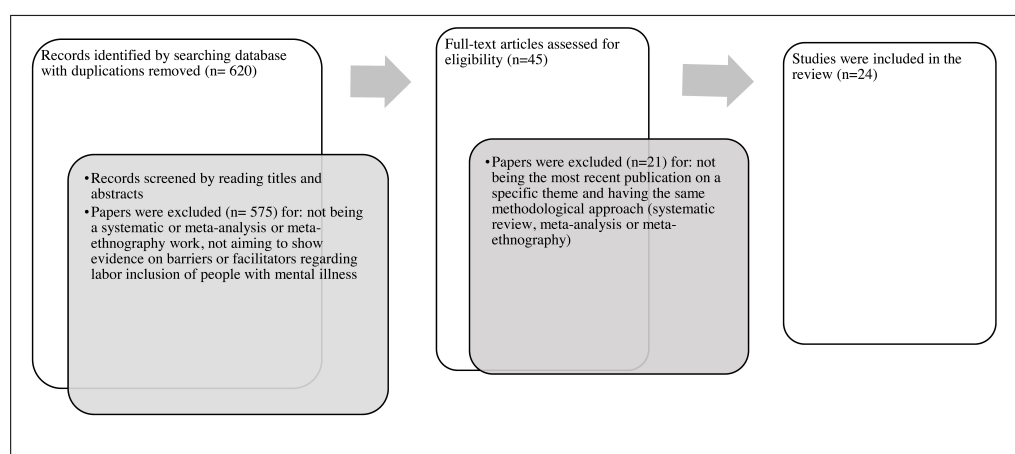 Records identified by searching database
with duplications removed (n= 620)
•Records screened by reading titles and
abstracts
•Papers were excluded (n= 575) for: not being
a systematic or meta-analysis or meta-
ethnography work, not aiming to show
evidence on barriers or facilitators regarding
labor inclusion of people with mental illness
Full-text articles assessed for
eligibility (n=45)
•Papers were excluded (n=21) for: not
being the most recent publication on a
specific theme and having the same
methodological approach (systematic
review, meta-analysis or meta-
ethnography)
Studies were included in the
review (n=24)